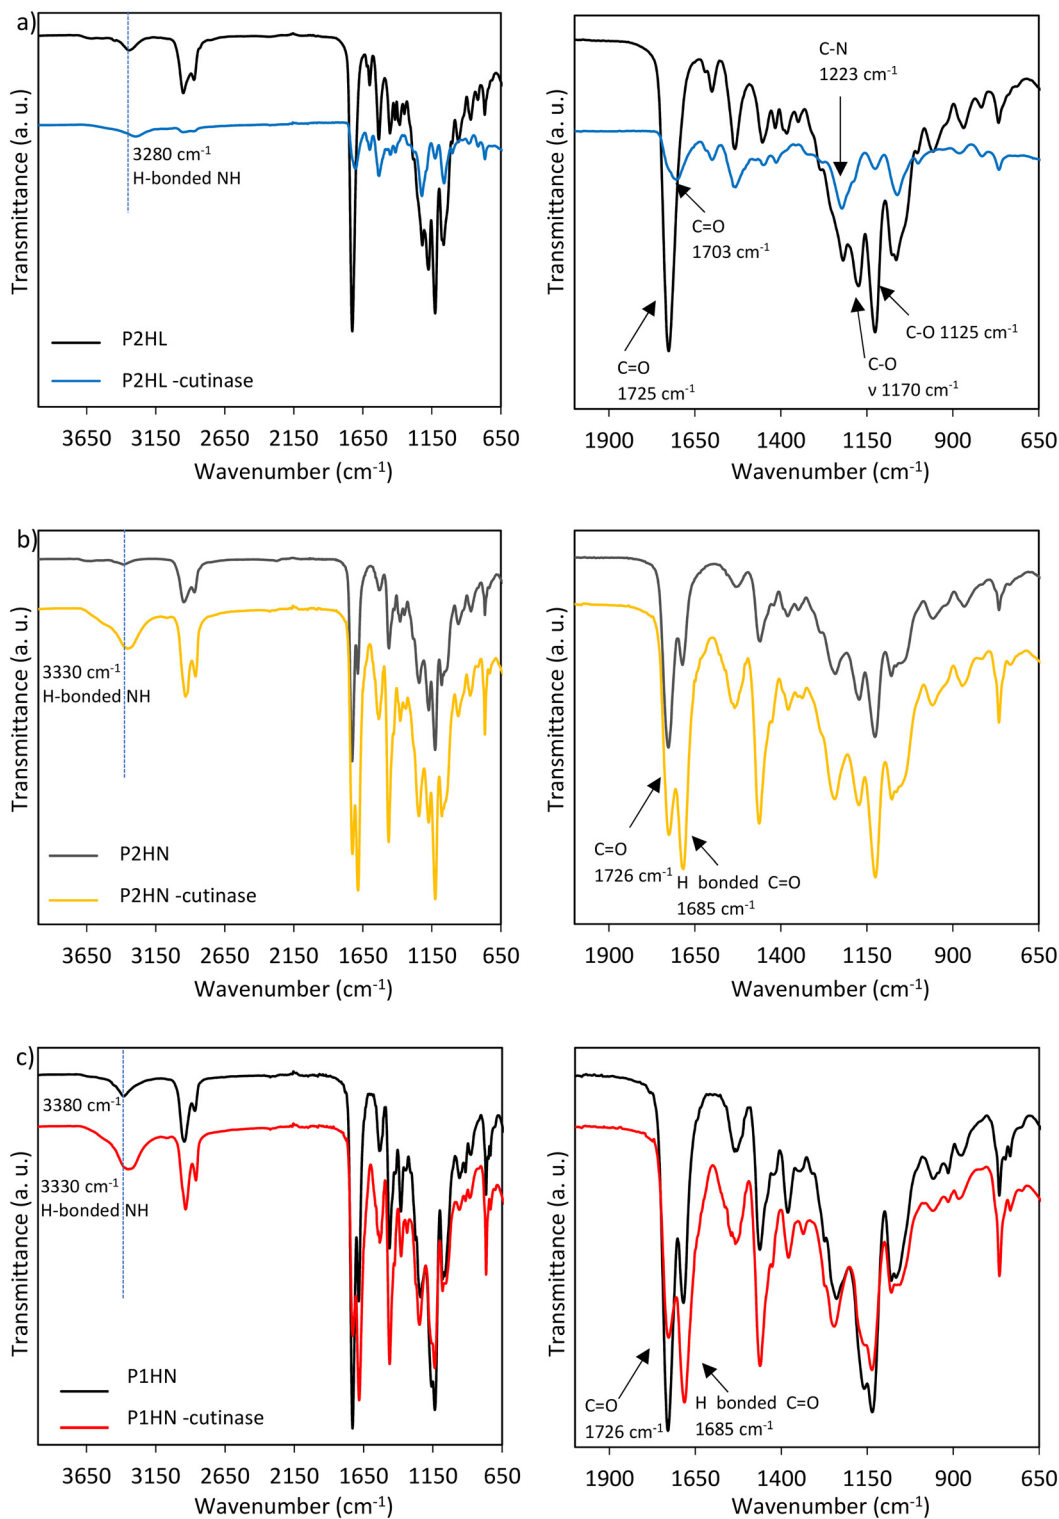 a)
Transmittance (a. u.)
3280 cm⁻¹
H-bonded NH
P2HL
P2HL -cutinase
3650 3150 2650 2150 1650 1150 650
Wavenumber (cm⁻¹)
Transmittance (a. u.)
C-N
1223 cm⁻¹
C=O
1703 cm⁻¹
C-O 1125 cm⁻¹
C=O
1725 cm⁻¹
C-O
ν 1170 cm⁻¹
1900 1650 1400 1150 900 650
Wavenumber (cm⁻¹)
b)
Transmittance (a. u.)
3330 cm⁻¹
H-bonded NH
P2HN
P2HN -cutinase
3650 3150 2650 2150 1650 1150 650
Wavenumber (cm⁻¹)
Transmittance (a. u.)
C=O
1726 cm⁻¹
H bonded C=O
1685 cm⁻¹
1900 1650 1400 1150 900 650
Wavenumber (cm⁻¹)
c)
Transmittance (a. u.)
3380 cm⁻¹
3330 cm⁻¹
H-bonded NH
P1HN
P1HN -cutinase
3650 3150 2650 2150 1650 1150 650
Wavenumber (cm⁻¹)
Transmittance (a. u.)
C=O
1726 cm⁻¹
H bonded C=O
1685 cm⁻¹
1900 1650 1400 1150 900 650
Wavenumber (cm⁻¹)